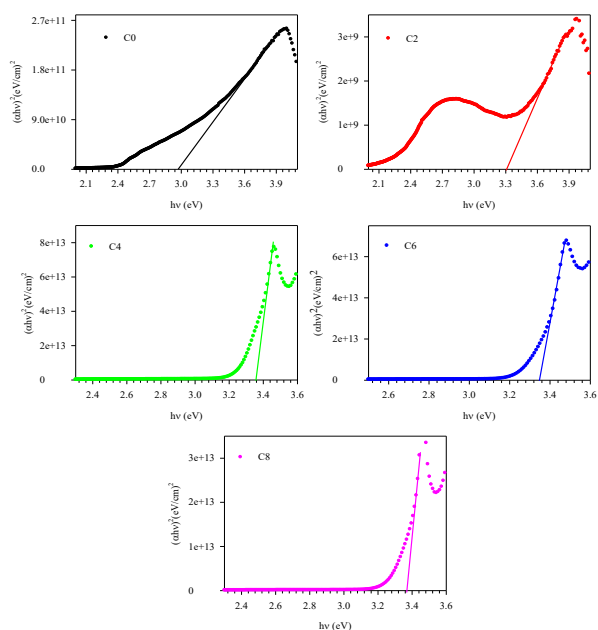 C0
2.7e+11
1.8e+11
9.0e+10
0.0
(αhν)²(eV/cm)²
2.1 2.4 2.7 3.0 3.3 3.6 3.9
hν (eV)
C2
3e+9
2e+9
1e+9
0
(αhν)²(eV/cm)²
2.1 2.4 2.7 3.0 3.3 3.6 3.9
hν (eV)
C4
8e+13
6e+13
4e+13
2e+13
0
(αhν)²(eV/cm)²
2.4 2.6 2.8 3.0 3.2 3.4 3.6
hν (eV)
C6
6e+13
4e+13
2e+13
0
(αhν)²(eV/cm)²
2.6 2.8 3.0 3.2 3.4 3.6
hν (eV)
C8
3e+13
2e+13
1e+13
0
(αhν)²(eV/cm)²
2.4 2.6 2.8 3.0 3.2 3.4 3.6
hν (eV)